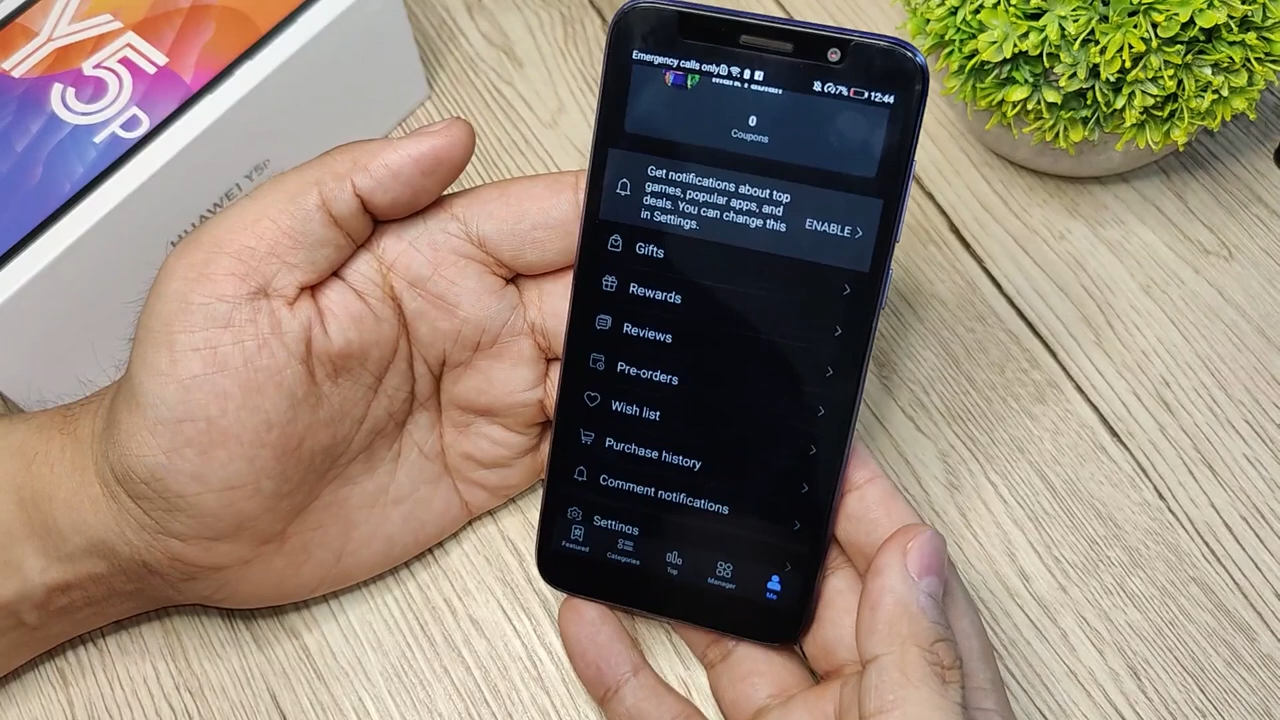 Y5p
HUAWEI Y5p
Emergency calls only
7% 12:44
0
Coupons
Get notifications about top
games, popular apps, and
deals. You can change this
in Settings.
ENABLE
Gifts
Rewards
Reviews
Pre-orders
Wish list
Purchase history
Comment notifications
Settings
Featured
Categories
Top
Manager
Me